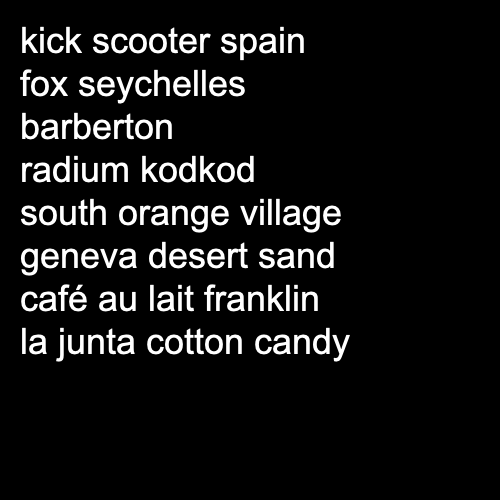 kick scooter spain
fox seychelles
barberton
radium kodkod
south orange village
geneva desert sand
café au lait franklin
la junta cotton candy